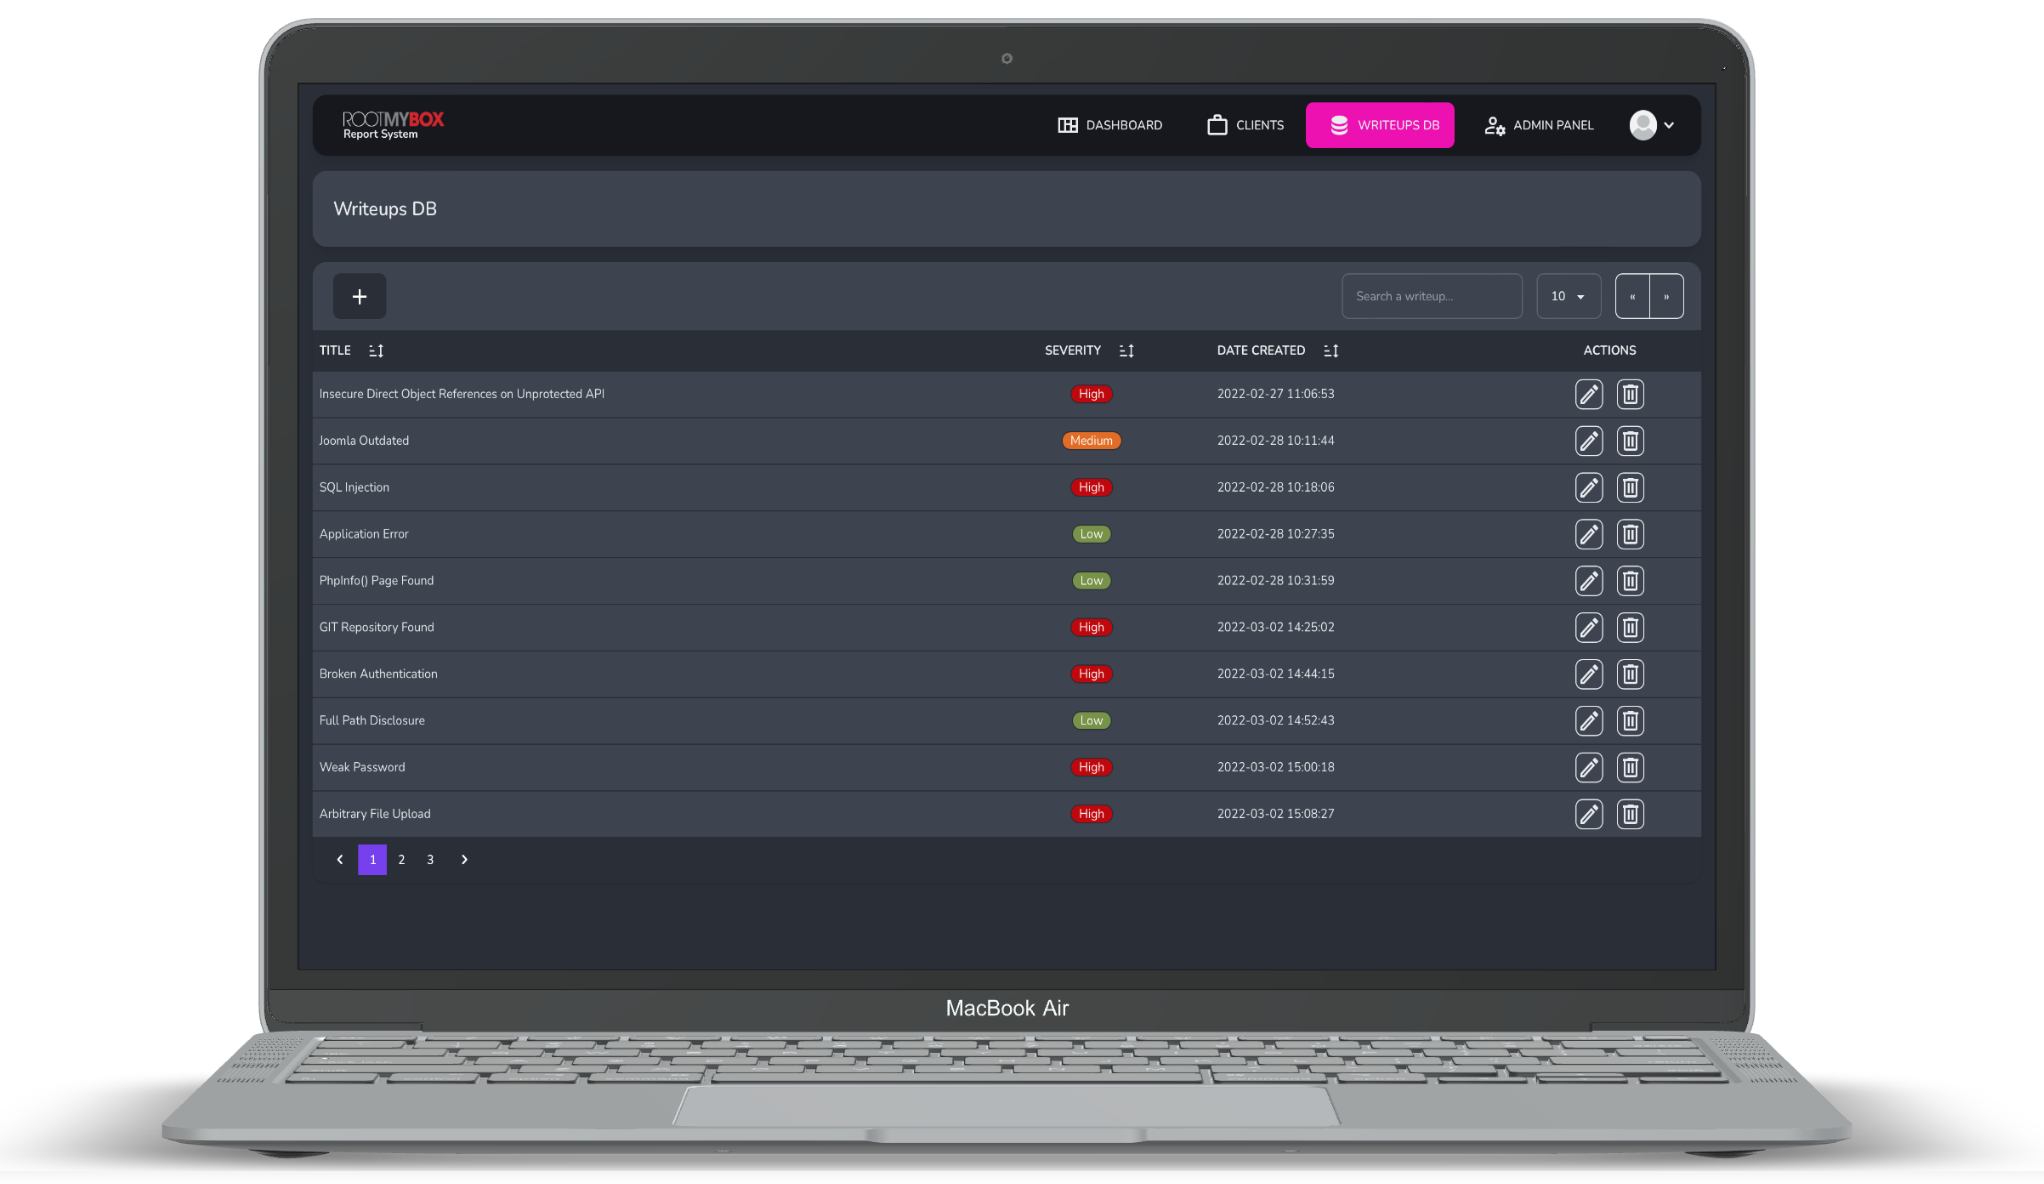 ROOTMYBOX
Report System
DASHBOARD
CLIENTS
WRITEUPS DB
ADMIN PANEL
Writeups DB
+
Search a writeup...
10
« »
TITLE SEVERITY DATE CREATED ACTIONS
Insecure Direct Object References on Unprotected API High 2022-02-27 11:06:53
Joomla Outdated Medium 2022-02-28 10:11:44
SQL Injection High 2022-02-28 10:18:06
Application Error Low 2022-02-28 10:27:35
PhpInfo() Page Found Low 2022-02-28 10:31:59
GIT Repository Found High 2022-03-02 14:25:02
Broken Authentication High 2022-03-02 14:44:15
Full Path Disclosure Low 2022-03-02 14:52:43
Weak Password High 2022-03-02 15:00:18
Arbitrary File Upload High 2022-03-02 15:08:27
1 2 3
MacBook Air